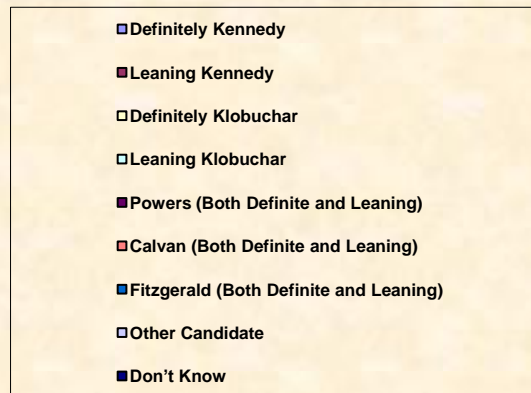 Definitely Kennedy
Leaning Kennedy
Definitely Klobuchar
Leaning Klobuchar
Powers (Both Definite and Leaning)
Calvan (Both Definite and Leaning)
Fitzgerald (Both Definite and Leaning)
Other Candidate
Don't Know